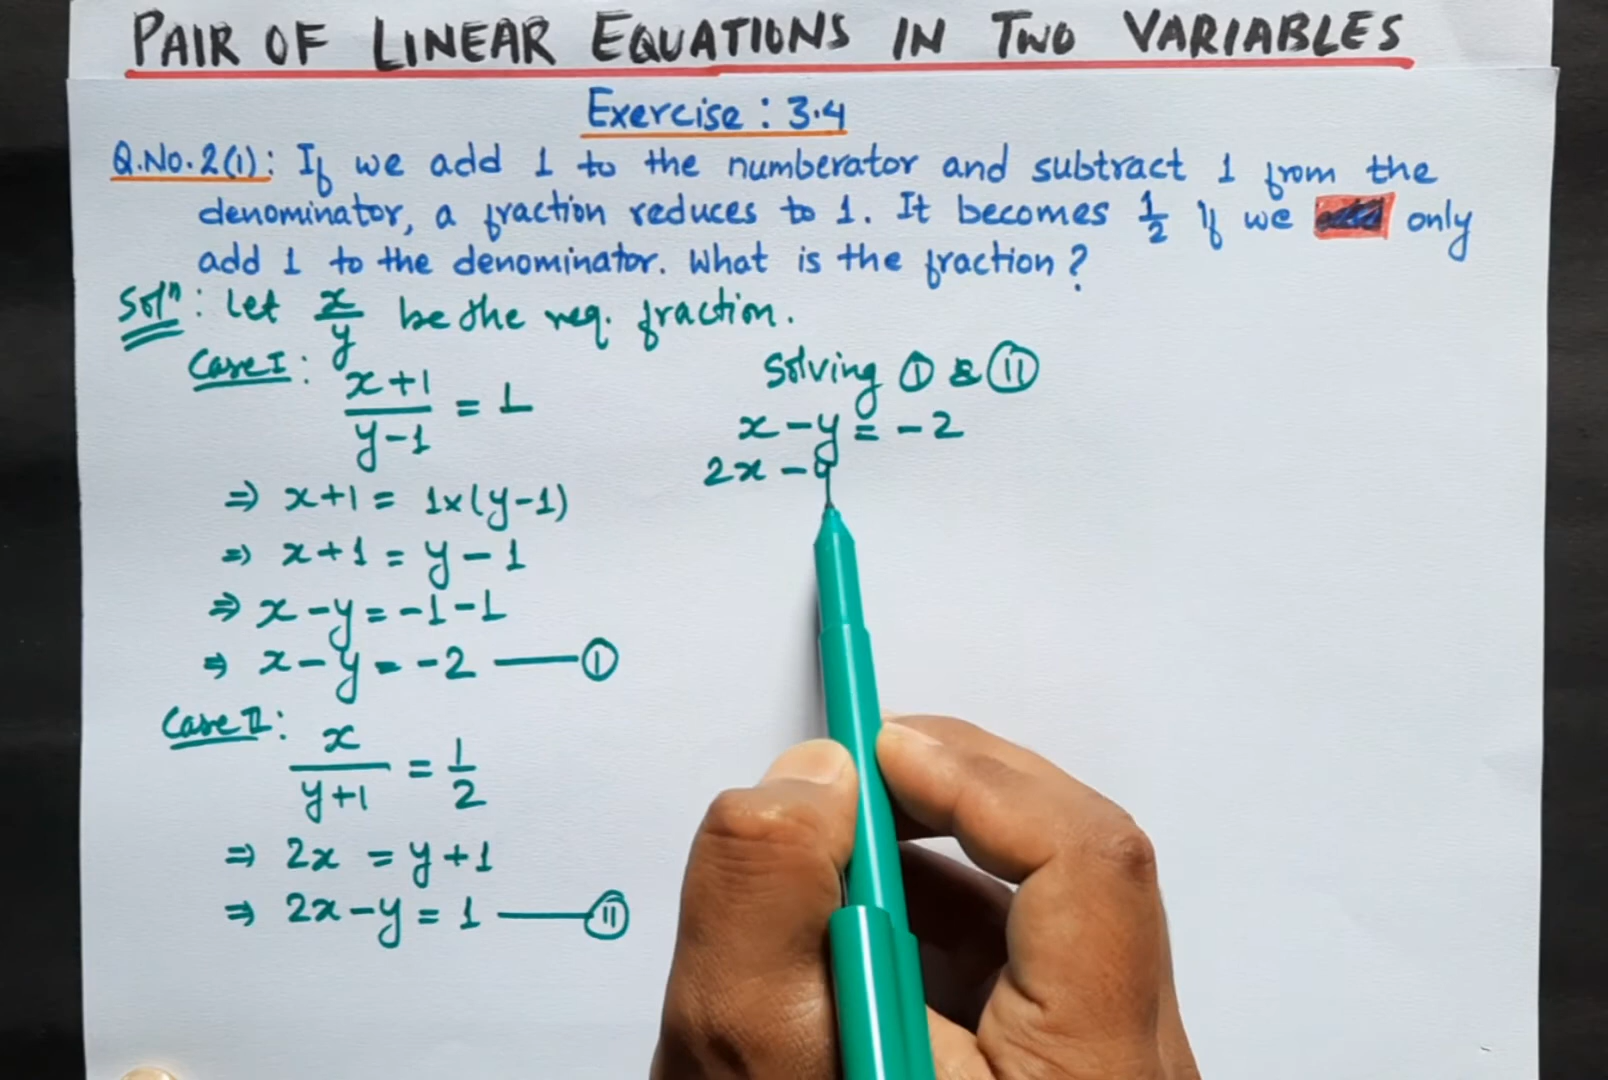 PAIR OF LINEAR EQUATIONS IN TWO VARIABLES
Exercise : 3.4
Q.No.2(1): If we add 1 to the numberator and subtract 1 from the
denominator, a fraction reduces to 1. It becomes 1/2 If we only
add 1 to the denominator. What is the fraction?
Solⁿ: Let x/y be the req. fraction.
Case I:
(x+1)/(y-1) = 1
⇒ x+1 = 1×(y-1)
⇒ x+1 = y-1
⇒ x-y = -1-1
⇒ x-y = -2 —— (I)
Case II:
x/(y+1) = 1/2
⇒ 2x = y+1
⇒ 2x-y = 1 —— (II)
Solving (I) & (II)
x-y = -2
2x-y